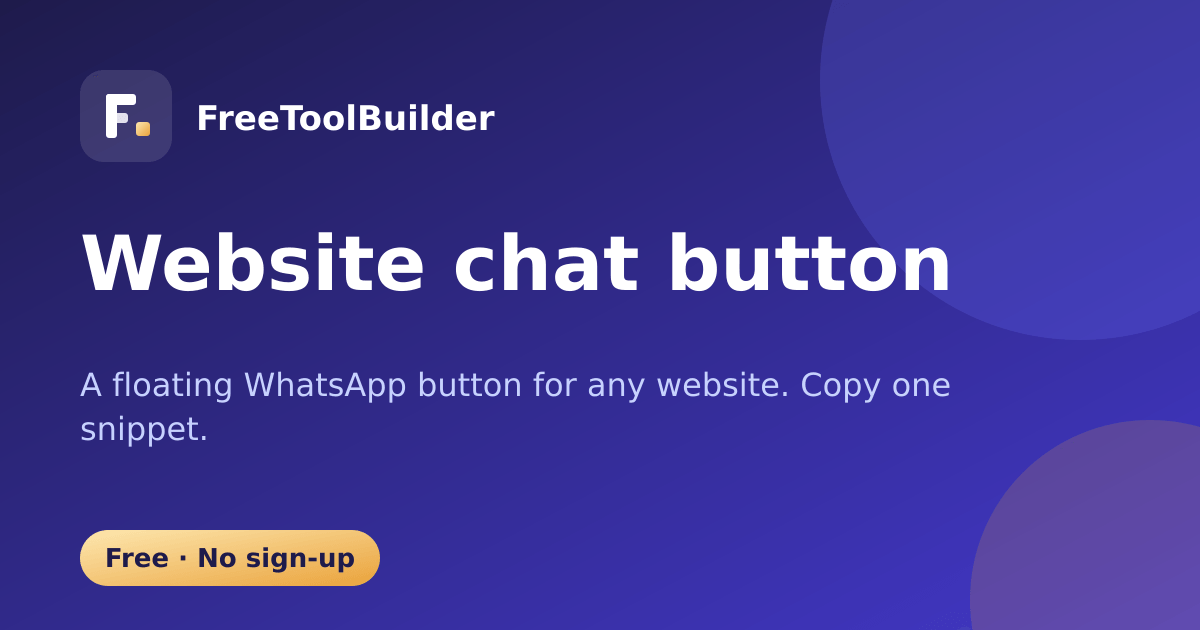 F.
FreeToolBuilder
Website chat button
A floating WhatsApp button for any website. Copy one
snippet.
Free · No sign-up